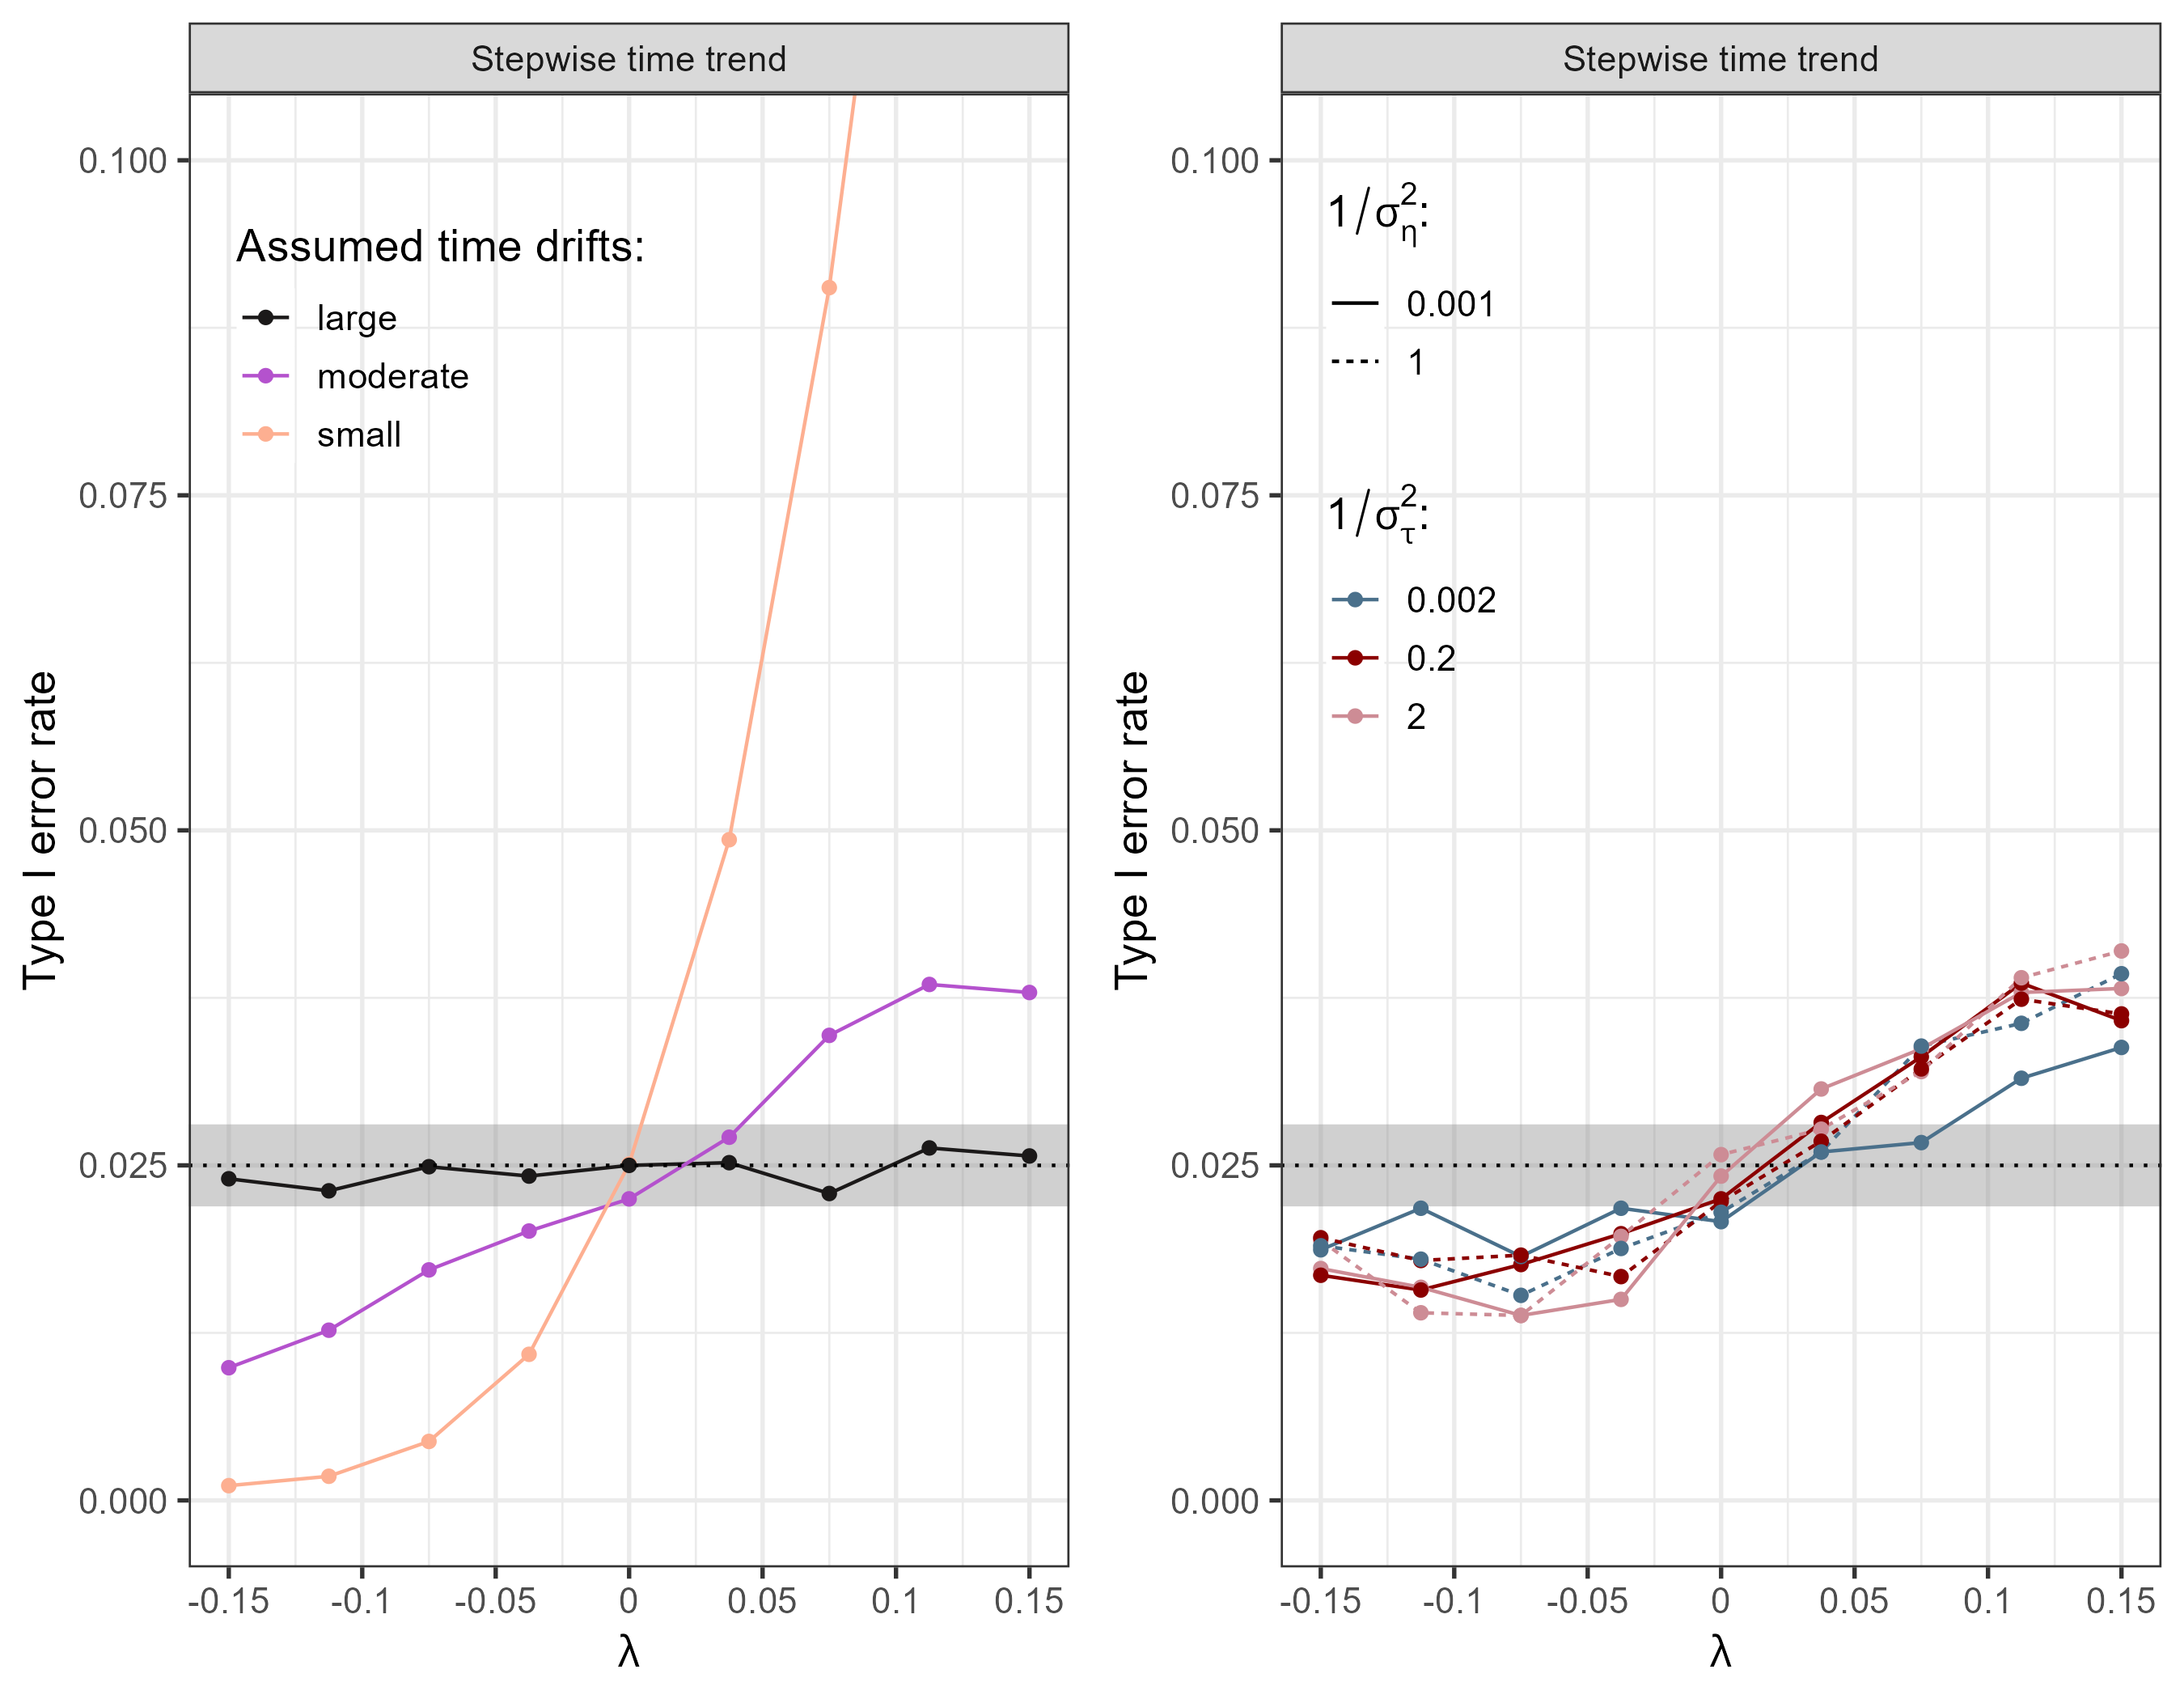 Stepwise time trend
Type I error rate
0.100
0.075
0.050
0.025
0.000
Assumed time drifts:
large
moderate
small
-0.15 -0.1 -0.05 0 0.05 0.1 0.15
λ
Stepwise time trend
Type I error rate
0.100
0.075
0.050
0.025
0.000
1/σ²η:
0.001
1
1/σ²τ:
0.002
0.2
2
-0.15 -0.1 -0.05 0 0.05 0.1 0.15
λ